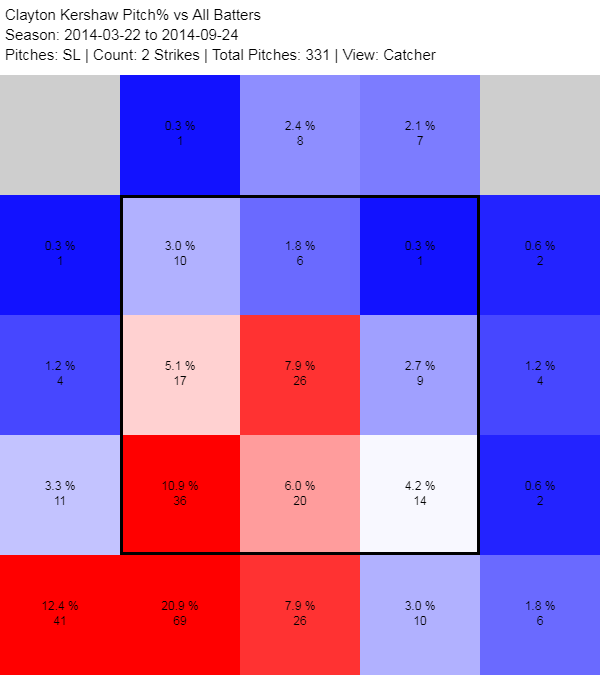 Clayton Kershaw Pitch% vs All Batters
Season: 2014-03-22 to 2014-09-24
Pitches: SL | Count: 2 Strikes | Total Pitches: 331 | View: Catcher
0.3 % 2.4 % 2.1 %
1 8 7
0.3 % 3.0 % 1.8 % 0.3 % 0.6 %
1 10 6 1 2
1.2 % 5.1 % 7.9 % 2.7 % 1.2 %
4 17 26 9 4
3.3 % 10.9 % 6.0 % 4.2 % 0.6 %
11 36 20 14 2
12.4 % 20.9 % 7.9 % 3.0 % 1.8 %
41 69 26 10 6